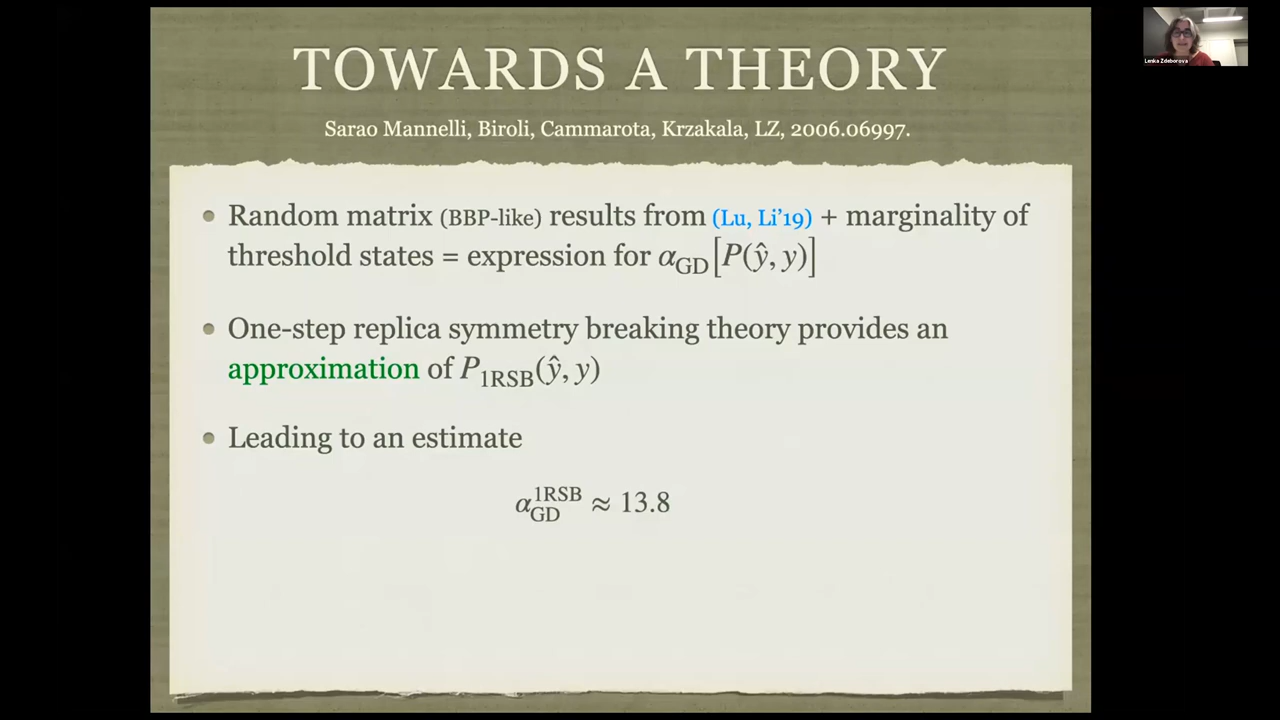 TOWARDS A THEORY
Sarao Mannelli, Biroli, Cammarota, Krzakala, LZ, 2006.06997.
Random matrix (BBP-like) results from (Lu, Li'19) + marginality of
threshold states = expression for α_GD[P(ŷ, y)]
One-step replica symmetry breaking theory provides an
approximation of P_1RSB(ŷ, y)
Leading to an estimate
α_GD^1RSB ≈ 13.8
Lenka Zdeborova